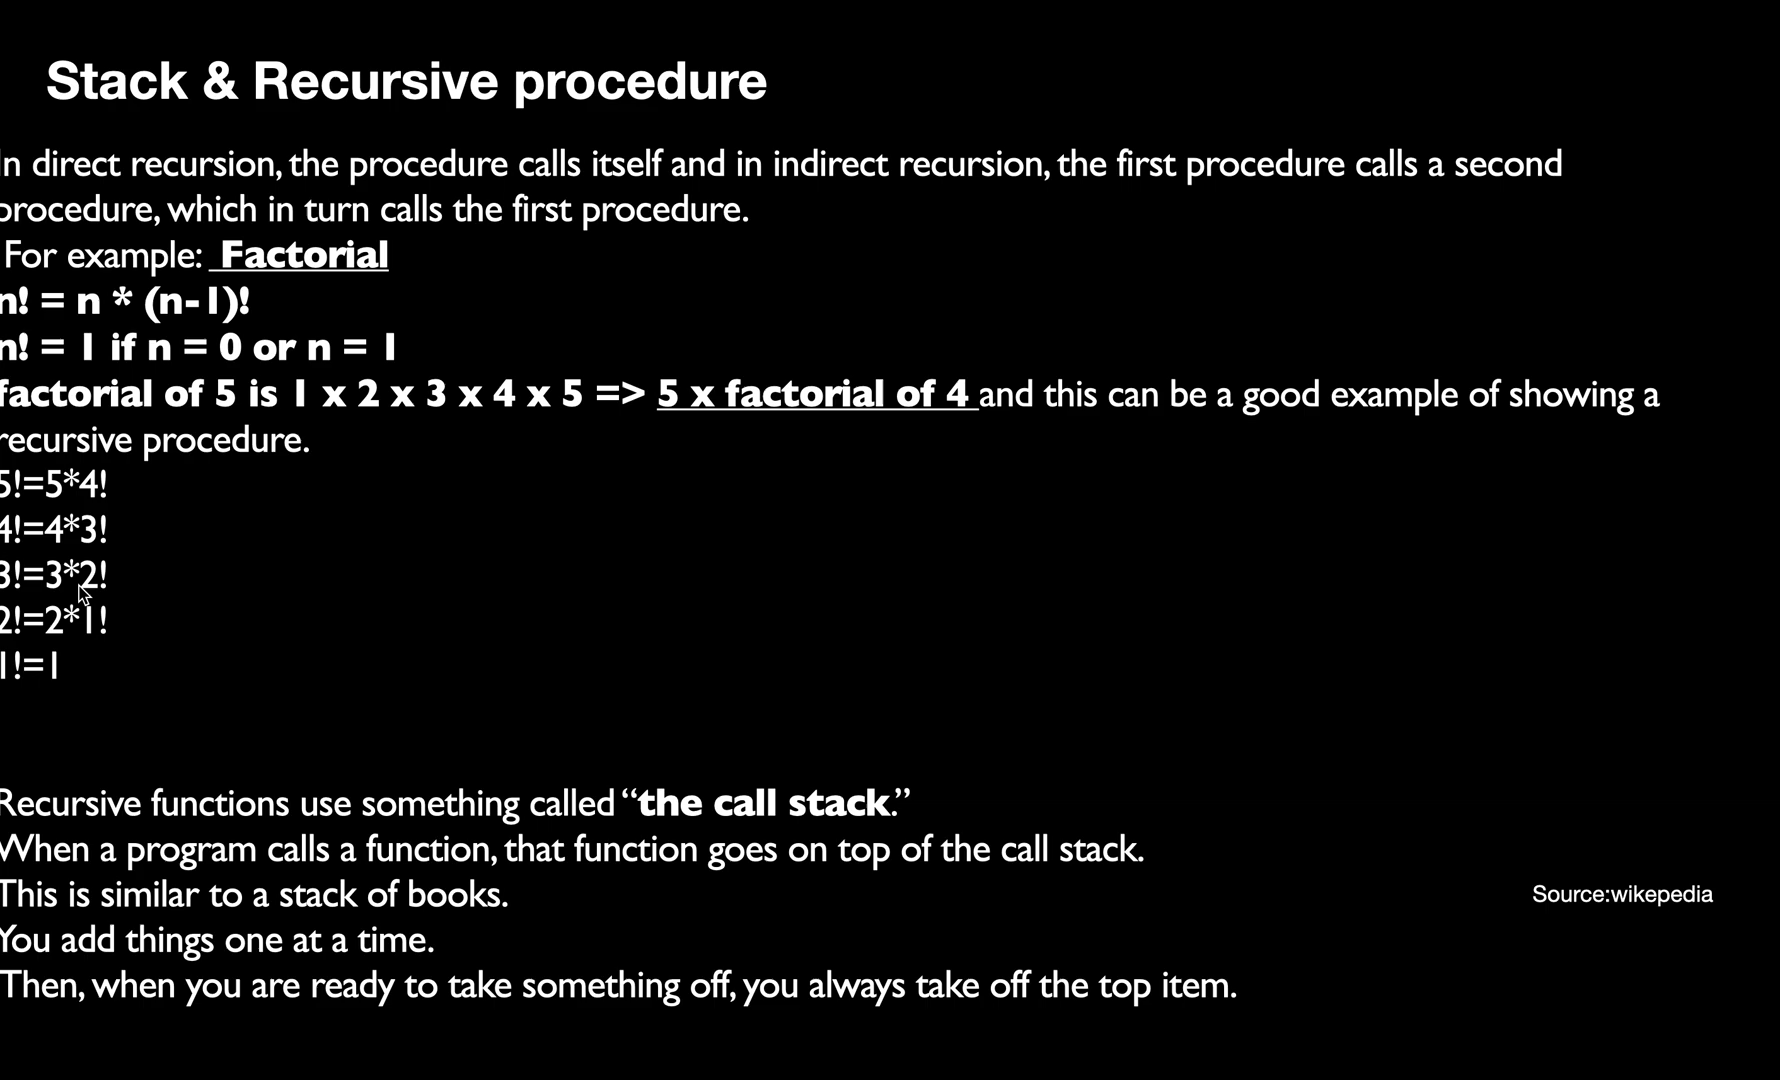 Stack & Recursive procedure
In direct recursion, the procedure calls itself and in indirect recursion, the first procedure calls a second
procedure, which in turn calls the first procedure.
For example: Factorial
n! = n * (n-1)!
n! = 1 if n = 0 or n = 1
factorial of 5 is 1 x 2 x 3 x 4 x 5 => 5 x factorial of 4 and this can be a good example of showing a
recursive procedure.
5!=5*4!
4!=4*3!
3!=3*2!
2!=2*1!
1!=1
Recursive functions use something called “the call stack.”
When a program calls a function, that function goes on top of the call stack.
This is similar to a stack of books.
Source:wikepedia
You add things one at a time.
Then, when you are ready to take something off, you always take off the top item.